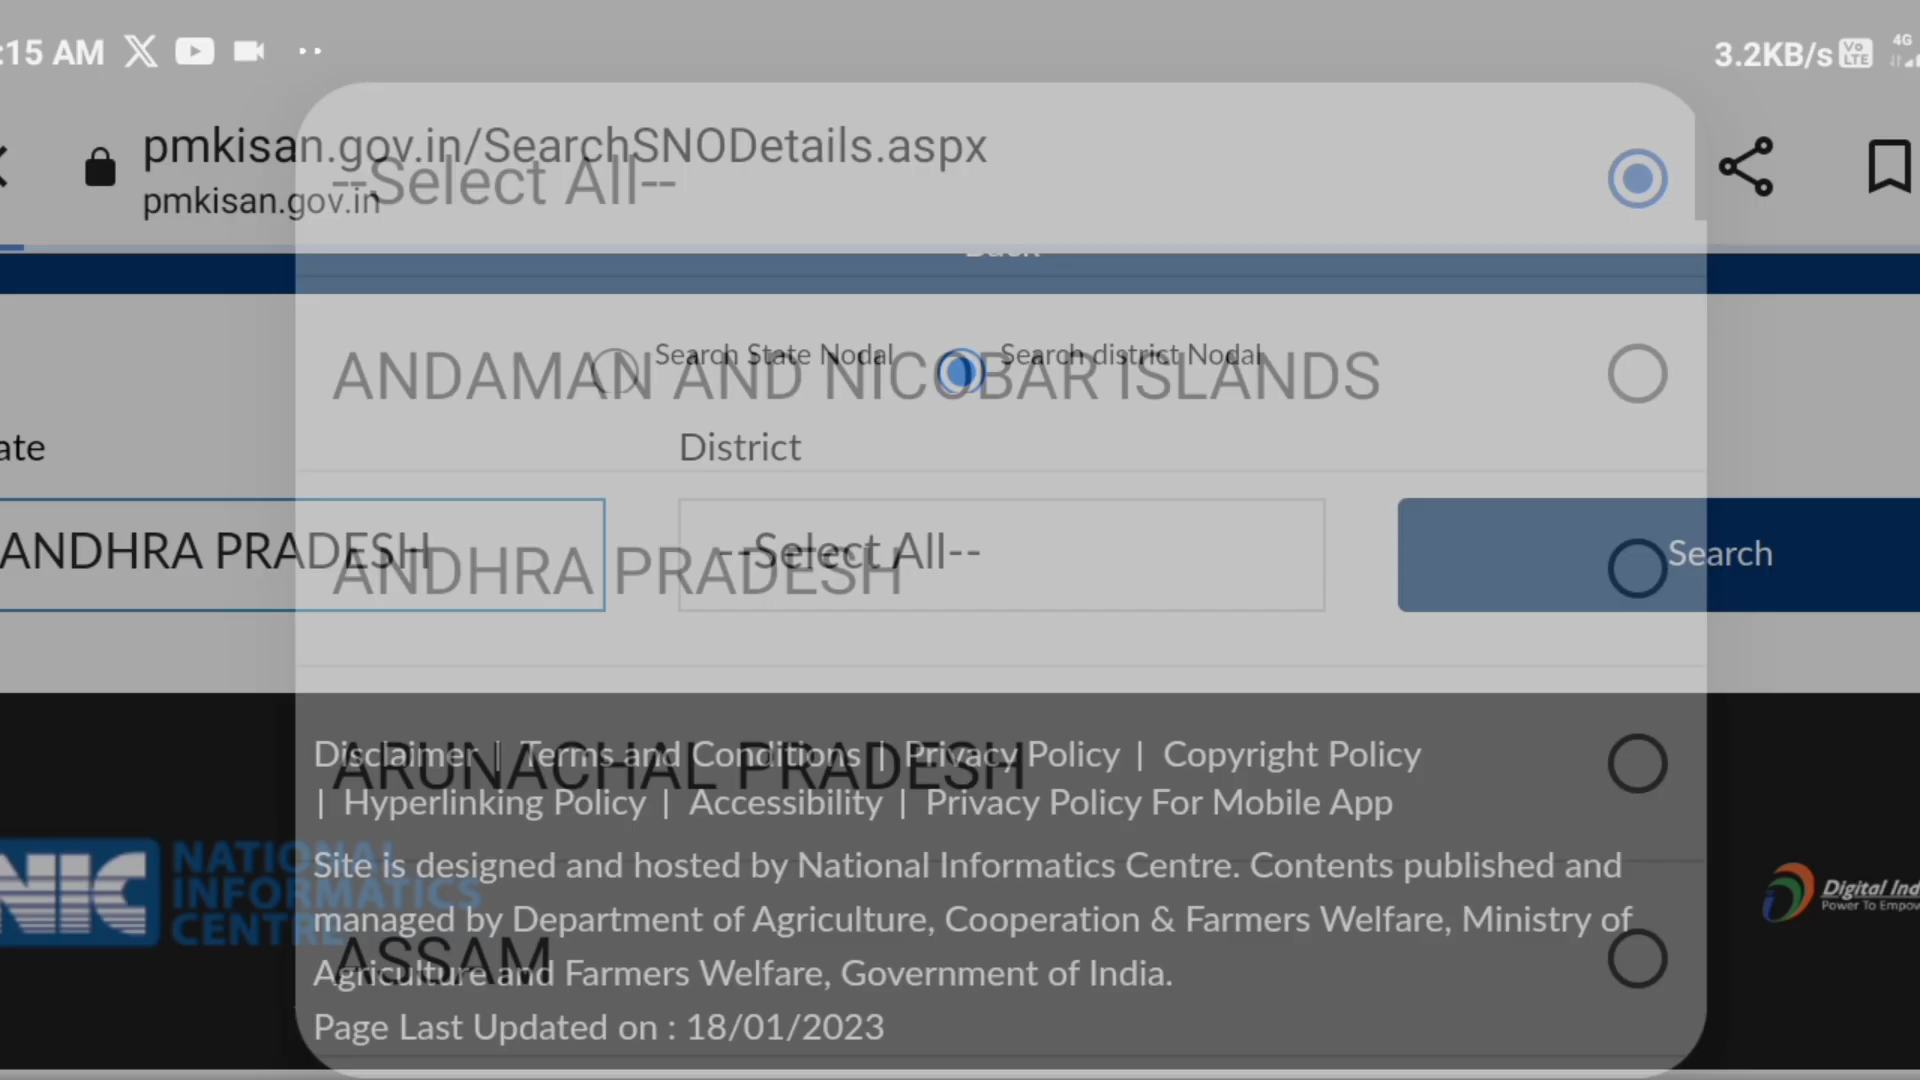 :15 AM
3.2KB/s Vo LTE 4G
pmkisan.gov.in/SearchSNODetails.aspx
pmkisan.gov.in
--Select All--
Back
Search State Nodal
Search district Nodal
ANDAMAN AND NICOBAR ISLANDS
ate
District
ANDHRA PRADESH
--Select All--
Search
ANDHRA PRADESH
Disclaimer | Terms and Conditions | Privacy Policy | Copyright Policy
ARUNACHAL PRADESH
| Hyperlinking Policy | Accessibility | Privacy Policy For Mobile App
NIC
NATIONAL
INFORMATICS
CENTRE
Site is designed and hosted by National Informatics Centre. Contents published and
managed by Department of Agriculture, Cooperation & Farmers Welfare, Ministry of
Agriculture and Farmers Welfare, Government of India.
ASSAM
Page Last Updated on : 18/01/2023
Digital Ind
Power To Empow